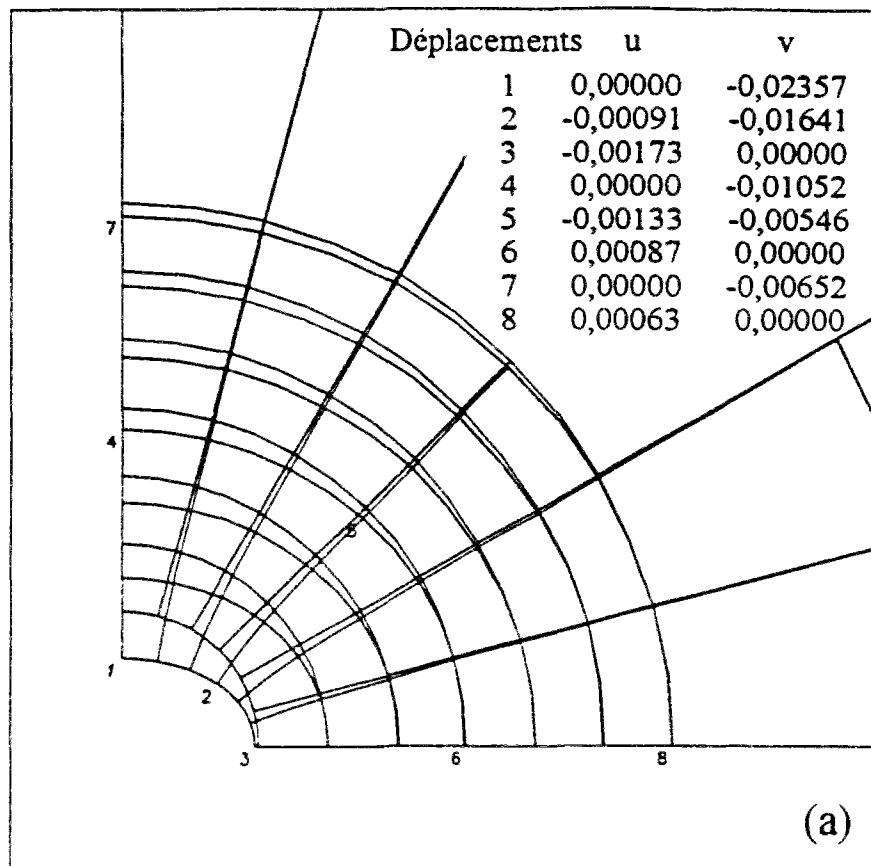 Déplacements u v
1 0,00000 -0,02357
2 -0,00091 -0,01641
3 -0,00173 0,00000
4 0,00000 -0,01052
5 -0,00133 -0,00546
6 0,00087 0,00000
7 0,00000 -0,00652
8 0,00063 0,00000
7
4
5
1
2
3
6
8
(a)